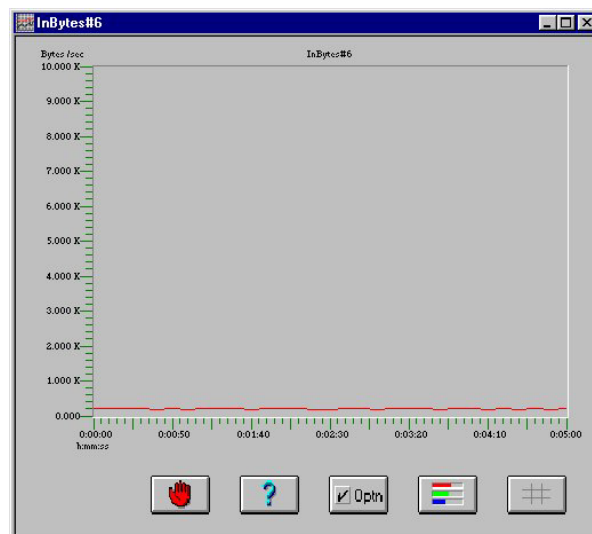 InBytes#6
Bytes /sec
InBytes#6
10.000 K
9.000 K
8.000 K
7.000 K
6.000 K
5.000 K
4.000 K
3.000 K
2.000 K
1.000 K
0.000
0:00:00 0:00:50 0:01:40 0:02:30 0:03:20 0:04:10 0:05:00
h:mm:ss
? Optn